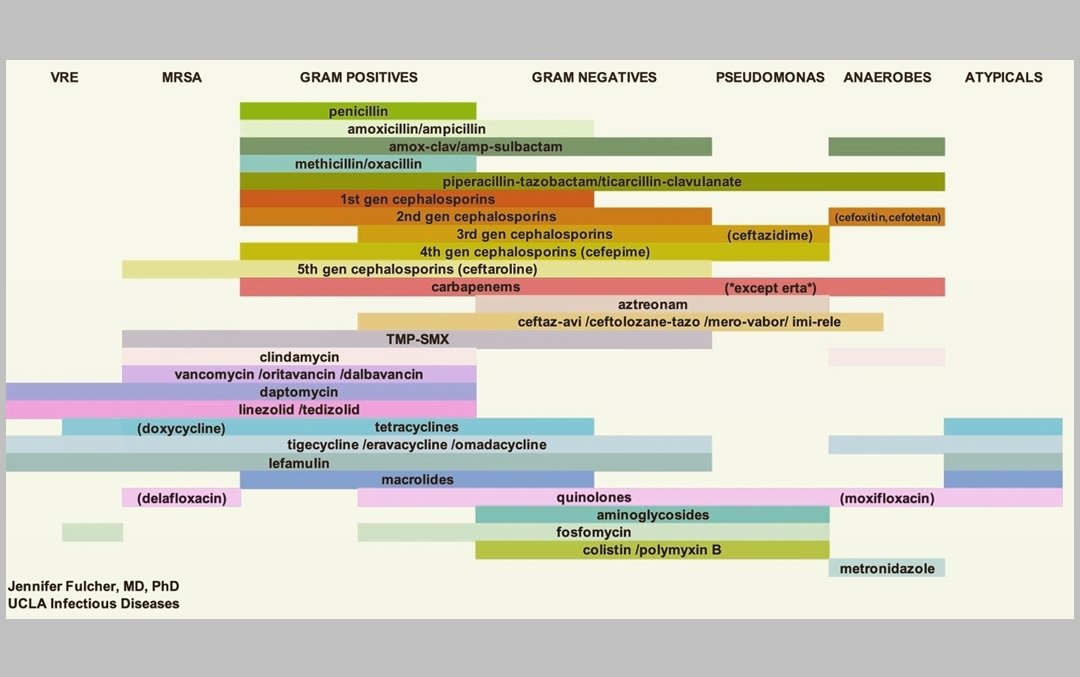 VRE MRSA GRAM POSITIVES GRAM NEGATIVES PSEUDOMONAS ANAEROBES ATYPICALS
penicillin
amoxicillin/ampicillin
amox-clav/amp-sulbactam
methicillin/oxacillin
piperacillin-tazobactam/ticarcillin-clavulanate
1st gen cephalosporins
2nd gen cephalosporins (cefoxitin,cefotetan)
3rd gen cephalosporins (ceftazidime)
4th gen cephalosporins (cefepime)
5th gen cephalosporins (ceftaroline)
carbapenems (*except erta*)
aztreonam
ceftaz-avi /ceftolozane-tazo /mero-vabor/ imi-rele
TMP-SMX
clindamycin
vancomycin /oritavancin /dalbavancin
daptomycin
linezolid /tedizolid
(doxycycline) tetracyclines
tigecycline /eravacycline /omadacycline
lefamulin
macrolides
(delafloxacin) quinolones (moxifloxacin)
aminoglycosides
fosfomycin
colistin /polymyxin B
metronidazole
Jennifer Fulcher, MD, PhD
UCLA Infectious Diseases